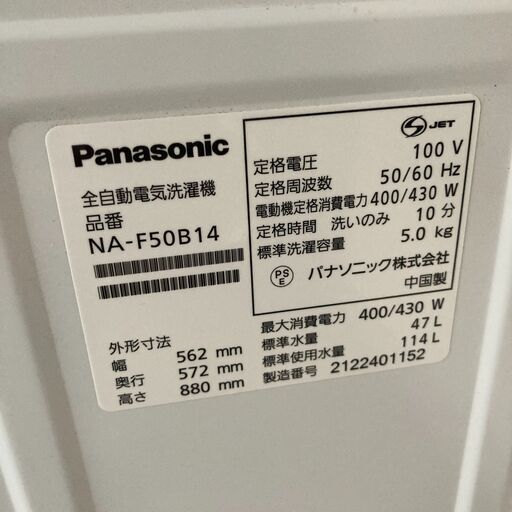 Panasonic
全自動電気洗濯機
品番
NA-F50B14
外形寸法
幅 562 mm
奥行 572 mm
高さ 880 mm
JET
定格電圧 100 V
定格周波数 50/60 Hz
電動機定格消費電力 400/430 W
定格時間 洗いのみ 10 分
標準洗濯容量 5.0 kg
PS
E
パナソニック株式会社
中国製
最大消費電力 400/430 W
標準水量 47 L
標準使用水量 114 L
製造番号 2122401152